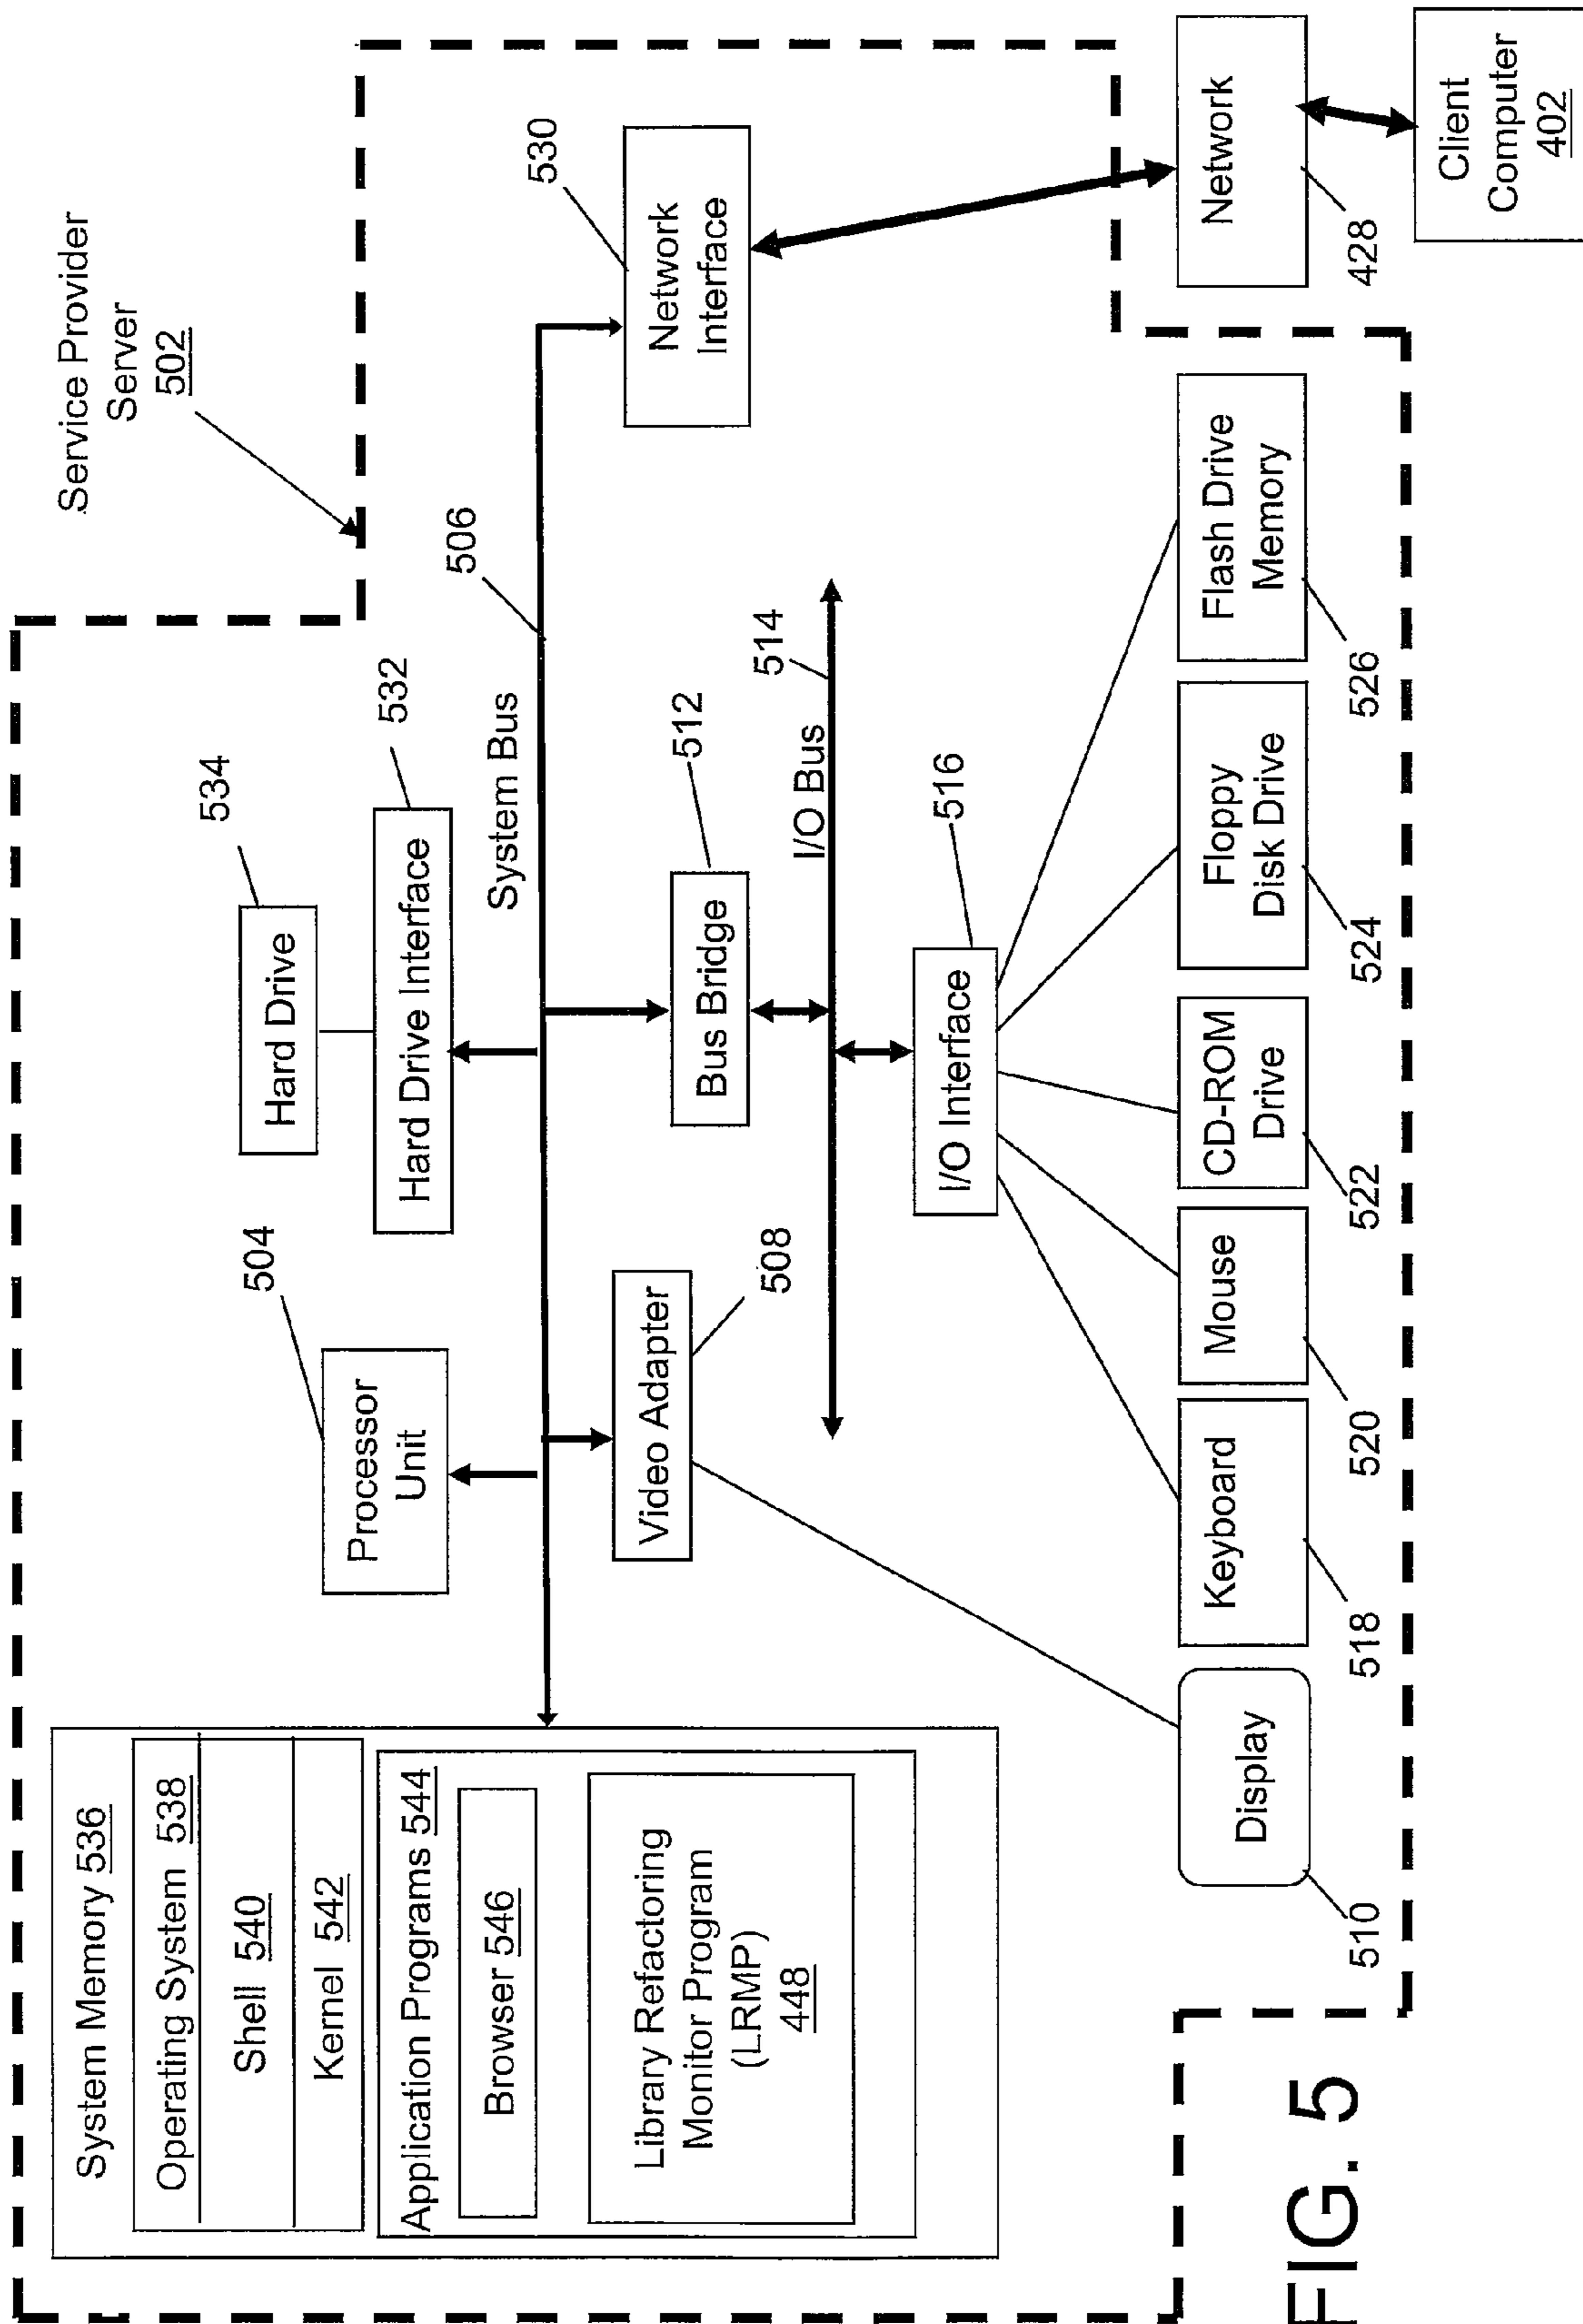 Service Provider
Server
502
System Memory 536
Operating System 538
Shell 540
Kernel 542
Application Programs 544
Browser 546
Library Refactoring
Monitor Program
(LRMP)
448
504
Processor
Unit
534
Hard Drive
532
Hard Drive Interface
System Bus
506
530
Network
Interface
Video Adapter
508
Bus Bridge
512
I/O Bus
514
I/O Interface
516
Display
510
Keyboard
518
Mouse
520
CD-ROM
Drive
522
Floppy
Disk Drive
524
Flash Drive
Memory
526
Network
428
Client
Computer
402
FIG. 5